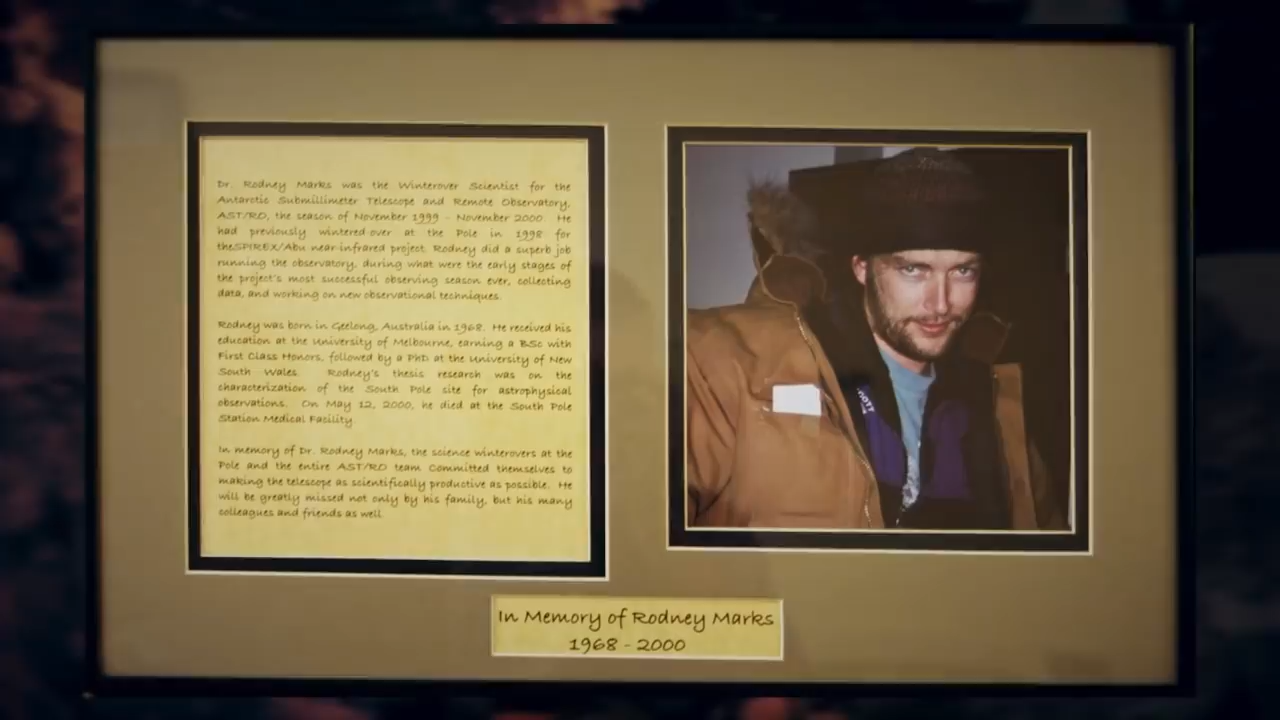 Dr. Rodney Marks was the Winterover Scientist for the
Antarctic Submillimeter Telescope and Remote Observatory,
AST/RO, the season of November 1999 - November 2000. He
had previously wintered over at the Pole in 1998 for
theSPIREX/Abu near-infrared project. Rodney did a superb job
running the observatory, during what were the early stages of
the project's most successful observing season ever, collecting
data, and working on new observational techniques.
Rodney was born in Geelong, Australia in 1968. He received his
education at the University of Melbourne, earning a BSc with
First Class Honors, followed by a PhD at the University of New
South Wales. Rodney's thesis research was on the
characterization of the South Pole site for astrophysical
observations. On May 12, 2000, he died at the South Pole
Station Medical Facility.
In memory of Dr. Rodney Marks, the science winterovers at the
Pole and the entire AST/RO team Committed themselves to
making the telescope as scientifically productive as possible. He
will be greatly missed not only by his family, but his many
colleagues and friends as well.
In Memory of Rodney Marks
1968 - 2000